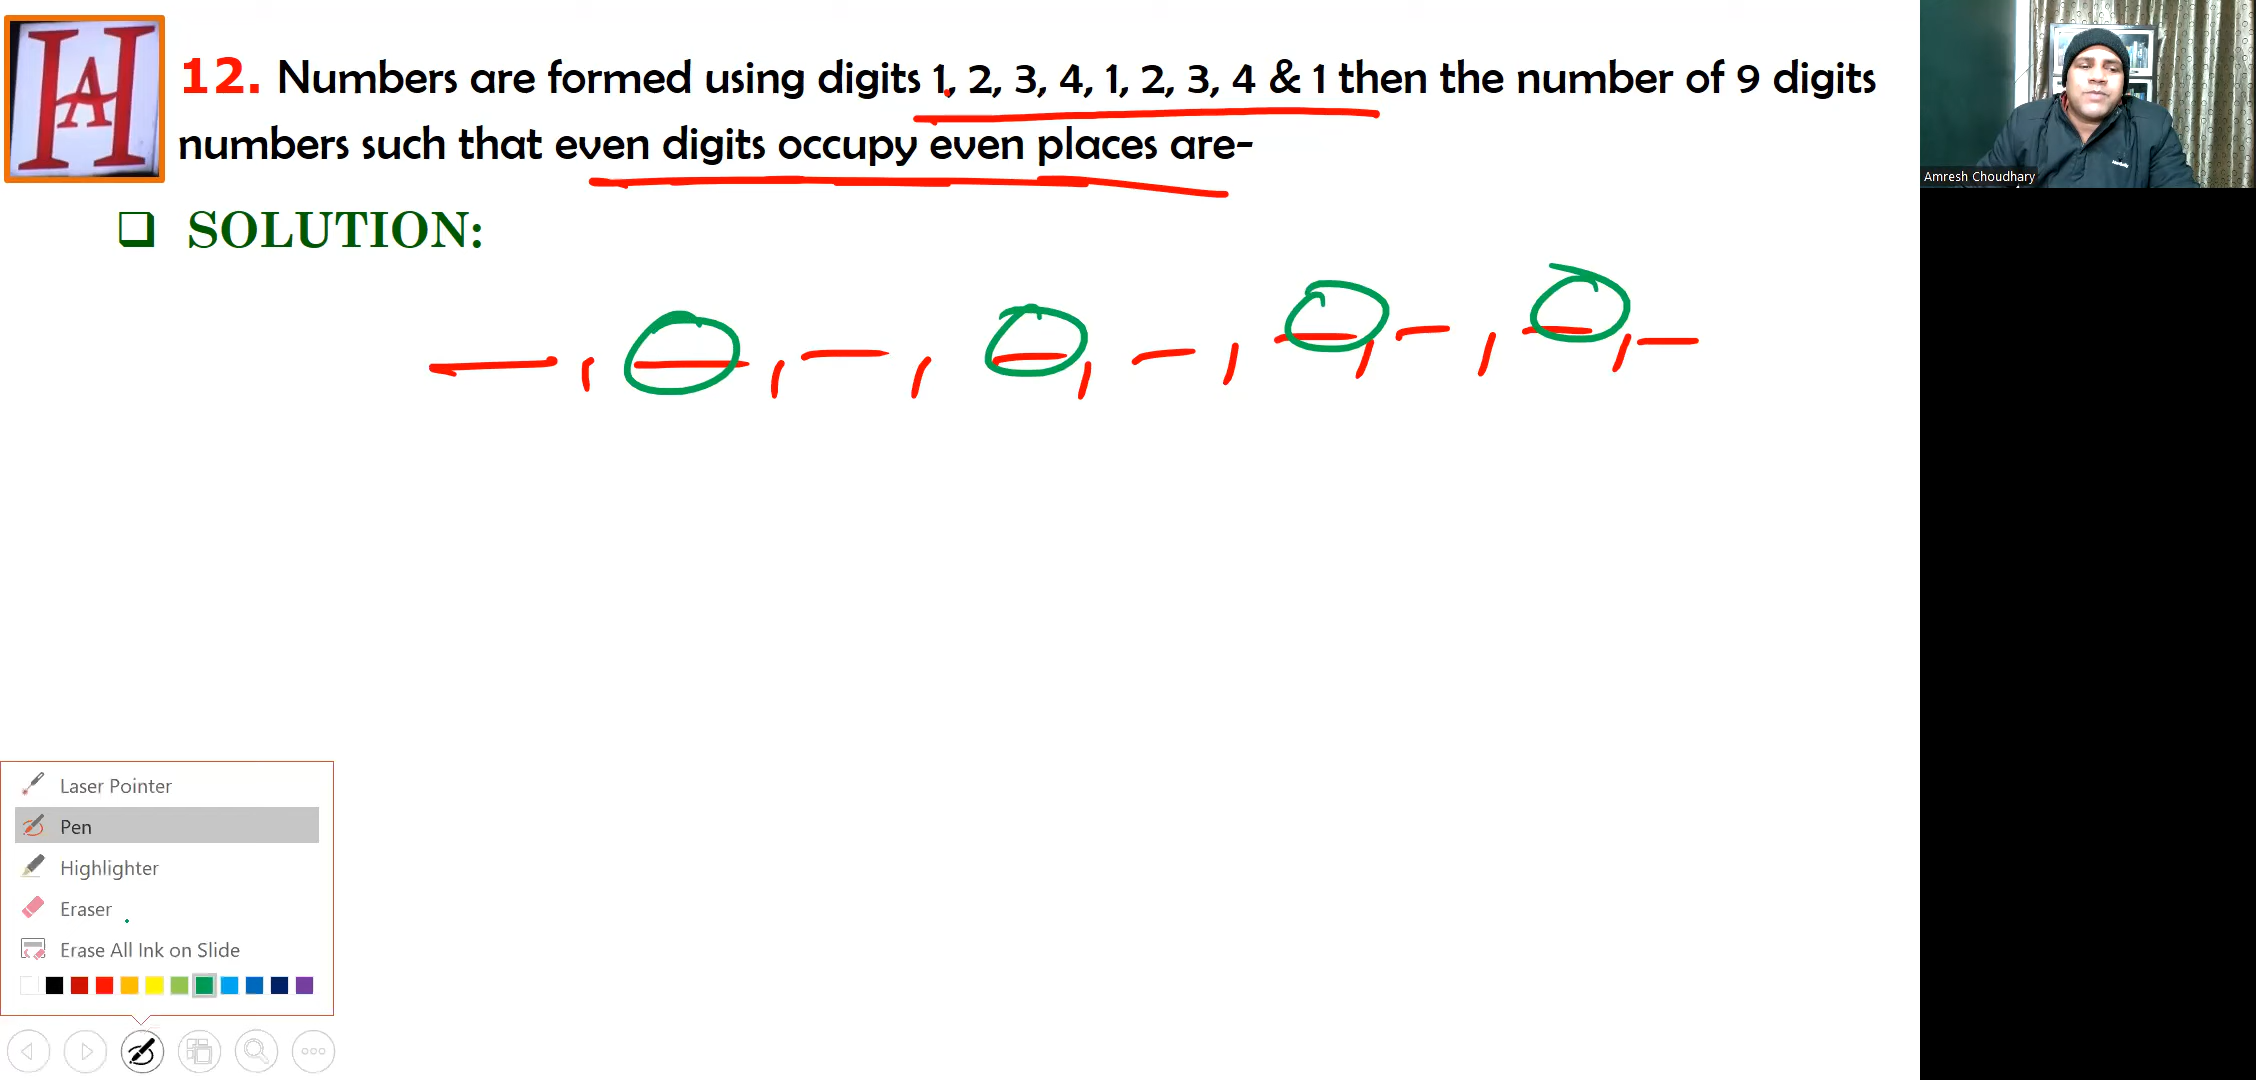 HA
12. Numbers are formed using digits 1, 2, 3, 4, 1, 2, 3, 4 & 1 then the number of 9 digits
numbers such that even digits occupy even places are-
❑ SOLUTION:
Amresh Choudhary
Laser Pointer
Pen
Highlighter
Eraser
Erase All Ink on Slide